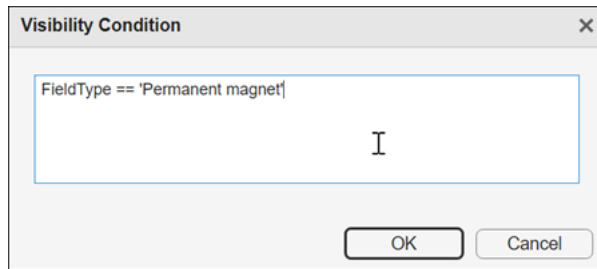 Visibility Condition
FieldType == 'Permanent magnet'
OK
Cancel